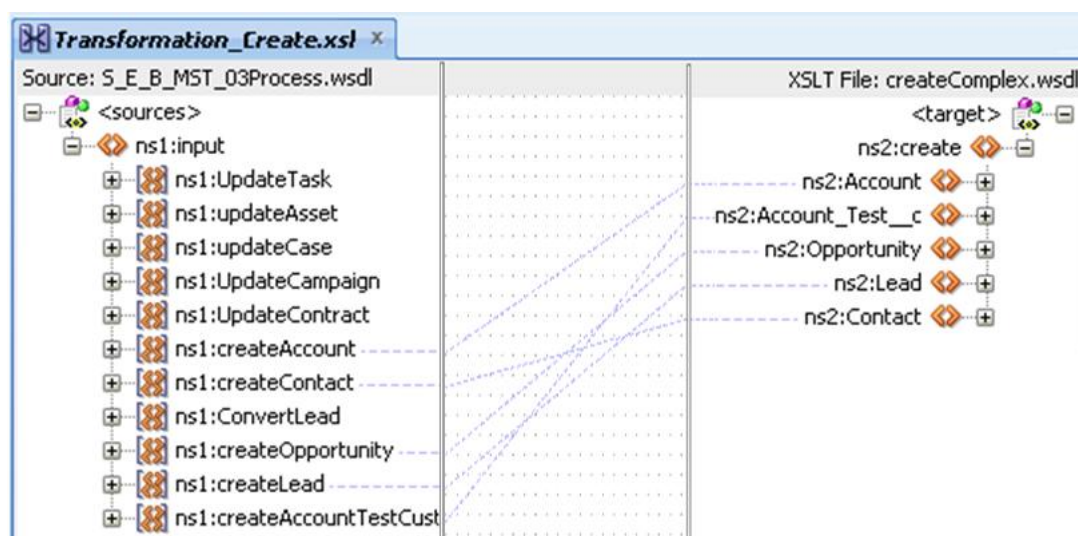 Transformation_Create.xsl x
Source: S_E_B_MST_03Process.wsdl
XSLT File: createComplex.wsdl
<sources>
<target>
ns1:input
ns2:create
ns1:UpdateTask
ns2:Account
ns1:updateAsset
ns2:Account_Test__c
ns1:updateCase
ns2:Opportunity
ns1:UpdateCampaign
ns2:Lead
ns1:UpdateContract
ns2:Contact
ns1:createAccount
ns1:createContact
ns1:ConvertLead
ns1:createOpportunity
ns1:createLead
ns1:createAccountTestCust